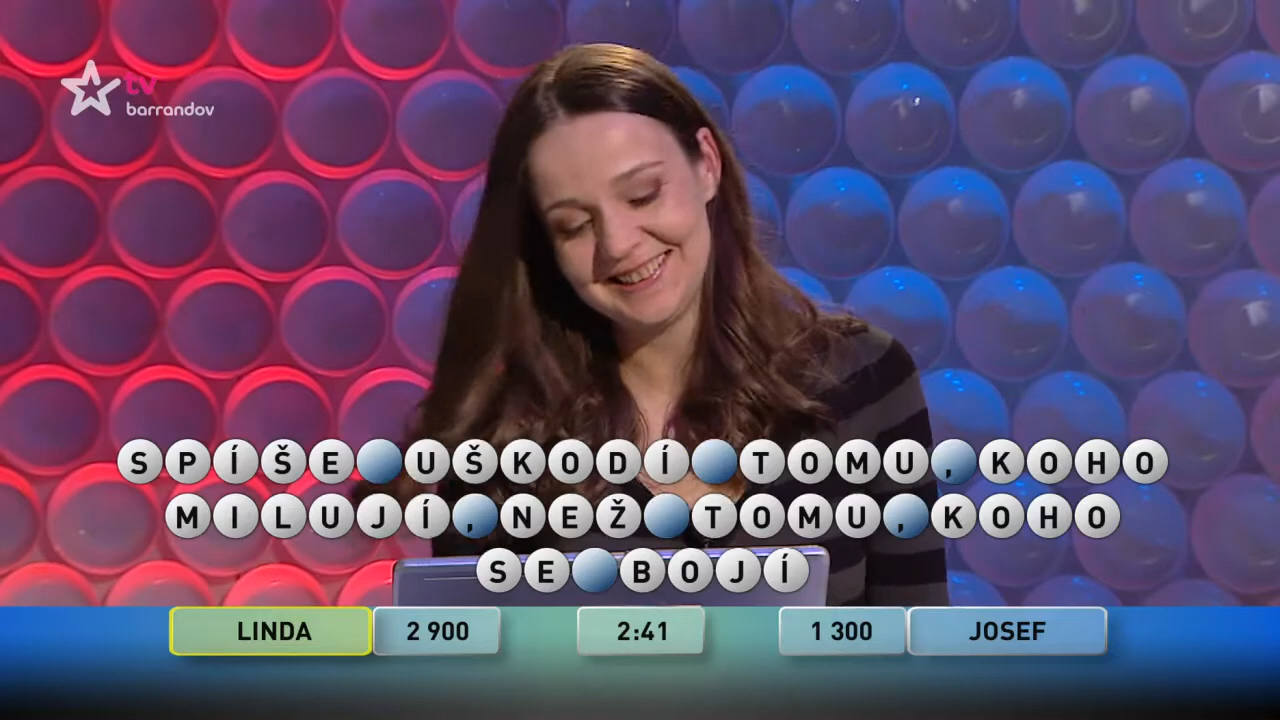 tv
barrandov
SPÍŠE UŠKODÍ TOMU, KOHO
MILUJÍ, NEŽ TOMU, KOHO
SE BOJÍ
LINDA 2 900 2:41 1 300 JOSEF